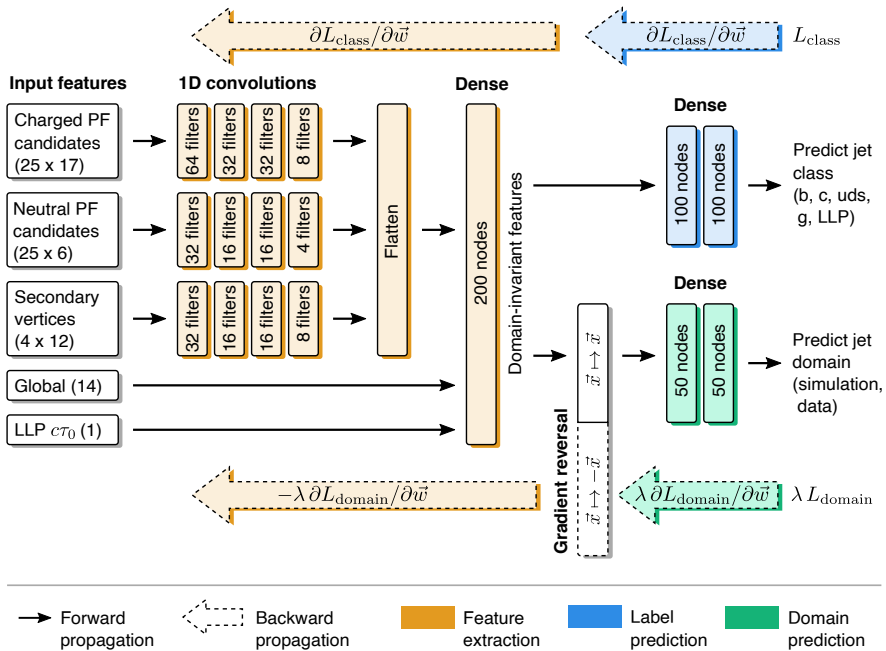 ∂L_class/∂w⃗
∂L_class/∂w⃗
L_class
Input features
1D convolutions
Dense
Charged PF
candidates
(25 x 17)
64 filters
32 filters
32 filters
8 filters
Neutral PF
candidates
(25 x 6)
32 filters
16 filters
16 filters
4 filters
Secondary
vertices
(4 x 12)
32 filters
16 filters
16 filters
8 filters
Global (14)
LLP cτ₀ (1)
Flatten
200 nodes
Domain-invariant features
Dense
100 nodes
100 nodes
Predict jet
class
(b, c, uds,
g, LLP)
Gradient reversal
x⃗ ↦ x⃗
x⃗ ↦ −x⃗
Dense
50 nodes
50 nodes
Predict jet
domain
(simulation,
data)
−λ ∂L_domain/∂w⃗
λ ∂L_domain/∂w⃗
λ L_domain
Forward
propagation
Backward
propagation
Feature
extraction
Label
prediction
Domain
prediction